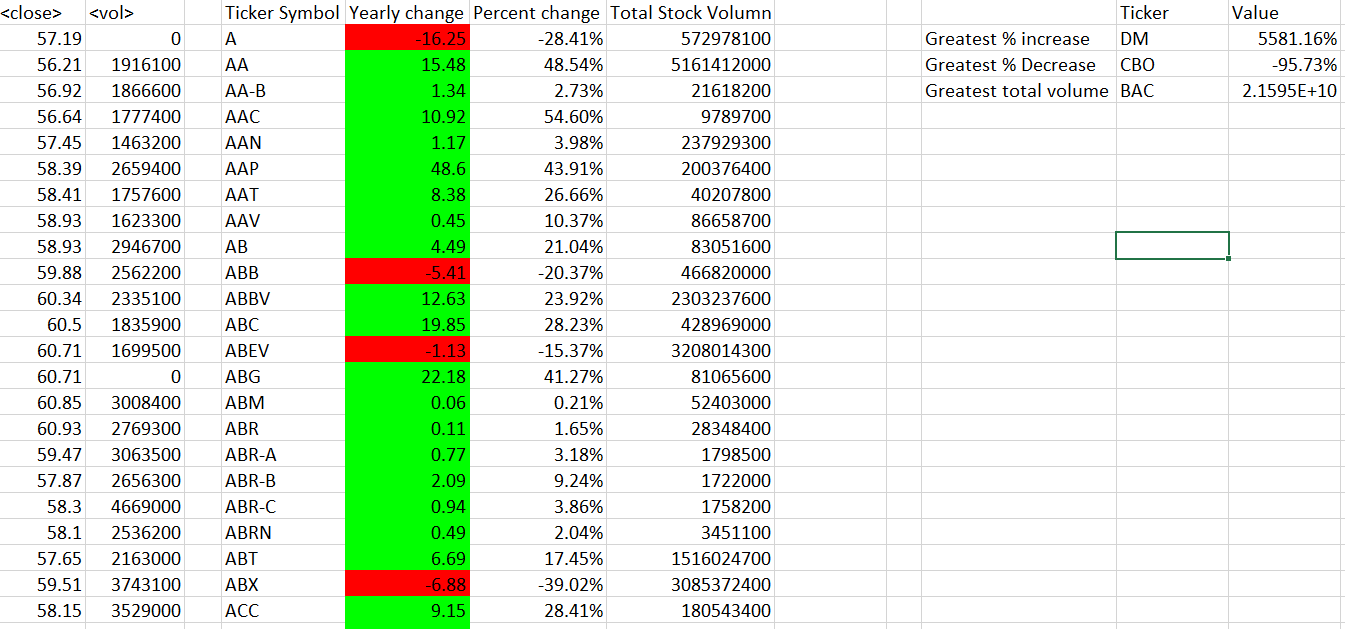 <close> <vol> Ticker Symbol Yearly change Percent change Total Stock Volumn Ticker Value
57.19 0 A -16.25 -28.41% 572978100 Greatest % increase DM 5581.16%
56.21 1916100 AA 15.48 48.54% 5161412000 Greatest % Decrease CBO -95.73%
56.92 1866600 AA-B 1.34 2.73% 21618200 Greatest total volume BAC 2.1595E+10
56.64 1777400 AAC 10.92 54.60% 9789700
57.45 1463200 AAN 1.17 3.98% 237929300
58.39 2659400 AAP 48.6 43.91% 200376400
58.41 1757600 AAT 8.38 26.66% 40207800
58.93 1623300 AAV 0.45 10.37% 86658700
58.93 2946700 AB 4.49 21.04% 83051600
59.88 2562200 ABB -5.41 -20.37% 466820000
60.34 2335100 ABBV 12.63 23.92% 2303237600
60.5 1835900 ABC 19.85 28.23% 428969000
60.71 1699500 ABEV -1.13 -15.37% 3208014300
60.71 0 ABG 22.18 41.27% 81065600
60.85 3008400 ABM 0.06 0.21% 52403000
60.93 2769300 ABR 0.11 1.65% 28348400
59.47 3063500 ABR-A 0.77 3.18% 1798500
57.87 2656300 ABR-B 2.09 9.24% 1722000
58.3 4669000 ABR-C 0.94 3.86% 1758200
58.1 2536200 ABRN 0.49 2.04% 3451100
57.65 2163000 ABT 6.69 17.45% 1516024700
59.51 3743100 ABX -6.88 -39.02% 3085372400
58.15 3529000 ACC 9.15 28.41% 180543400